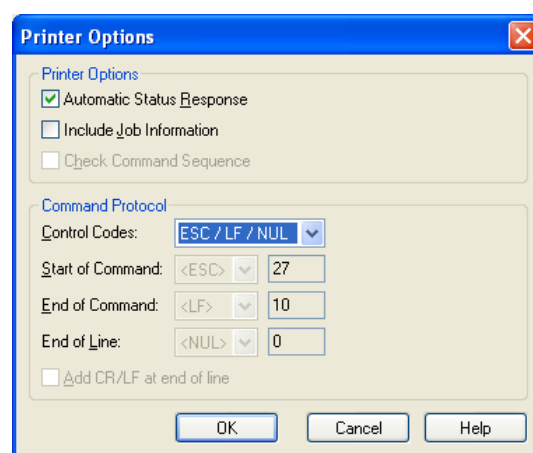 Printer Options
Printer Options
Automatic Status Response
Include Job Information
Check Command Sequence
Command Protocol
Control Codes: ESC / LF / NUL
Start of Command: <ESC> 27
End of Command: <LF> 10
End of Line: <NUL> 0
Add CR/LF at end of line
OK Cancel Help